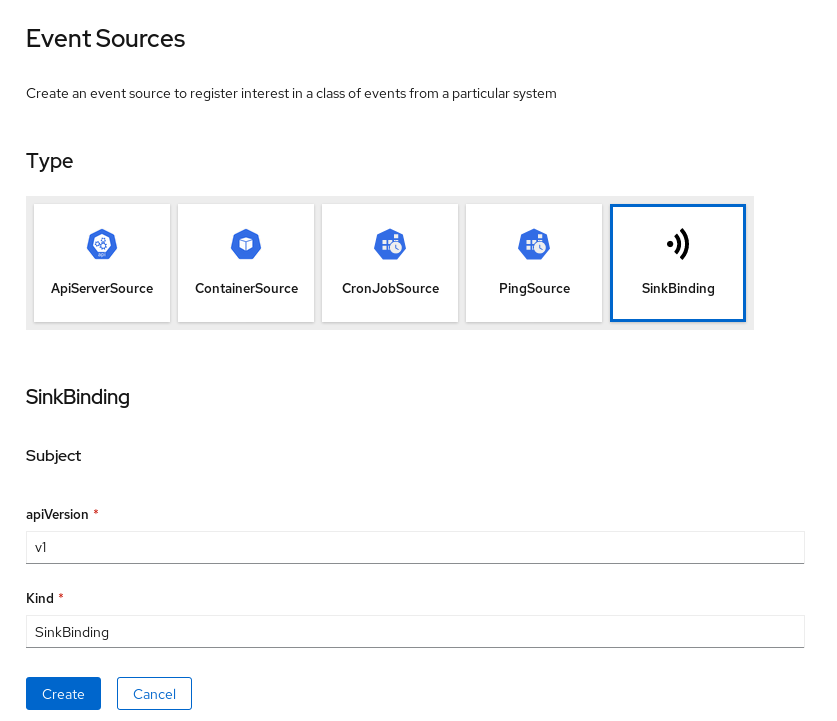 Event Sources
Create an event source to register interest in a class of events from a particular system
Type
ApiServerSource
ContainerSource
CronJobSource
PingSource
SinkBinding
SinkBinding
Subject
apiVersion *
v1
Kind *
SinkBinding
Create
Cancel